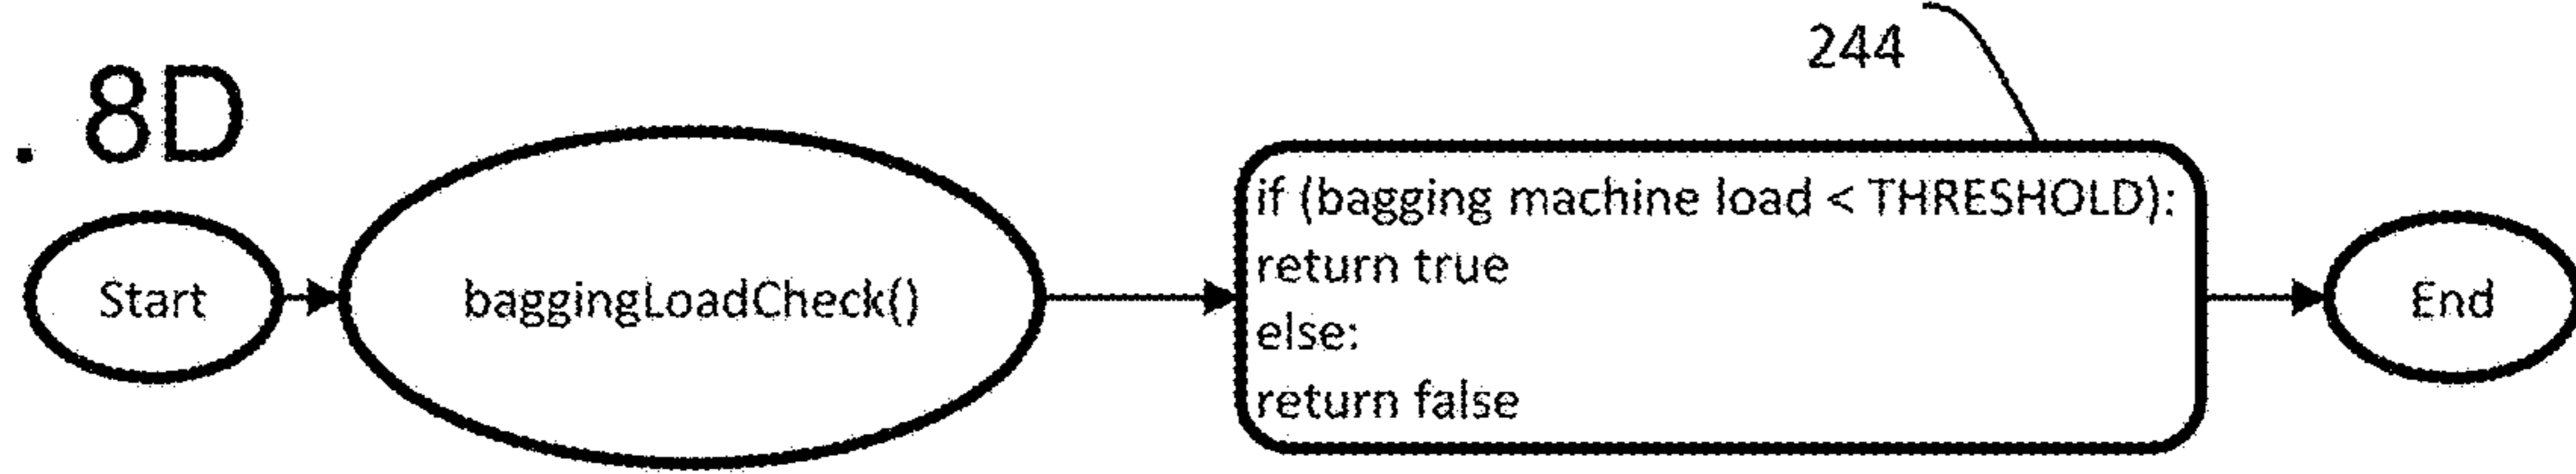 244
. 8D
Start
baggingLoadCheck()
if (bagging machine load < THRESHOLD):
return true
else:
return false
End